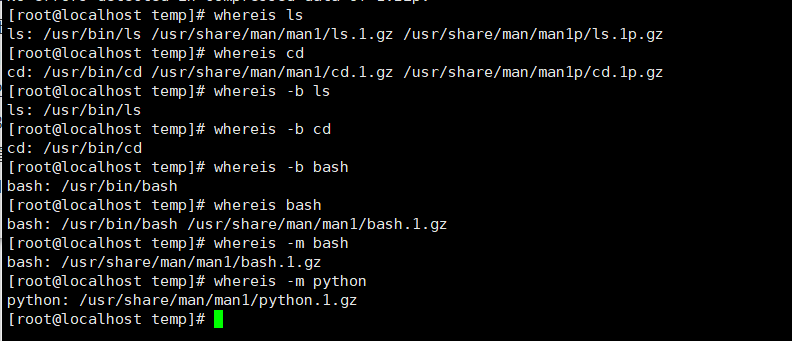 [root@localhost temp]# whereis ls
ls: /usr/bin/ls /usr/share/man/man1/ls.1.gz /usr/share/man/man1p/ls.1p.gz
[root@localhost temp]# whereis cd
cd: /usr/bin/cd /usr/share/man/man1/cd.1.gz /usr/share/man/man1p/cd.1p.gz
[root@localhost temp]# whereis -b ls
ls: /usr/bin/ls
[root@localhost temp]# whereis -b cd
cd: /usr/bin/cd
[root@localhost temp]# whereis -b bash
bash: /usr/bin/bash
[root@localhost temp]# whereis bash
bash: /usr/bin/bash /usr/share/man/man1/bash.1.gz
[root@localhost temp]# whereis -m bash
bash: /usr/share/man/man1/bash.1.gz
[root@localhost temp]# whereis -m python
python: /usr/share/man/man1/python.1.gz
[root@localhost temp]#